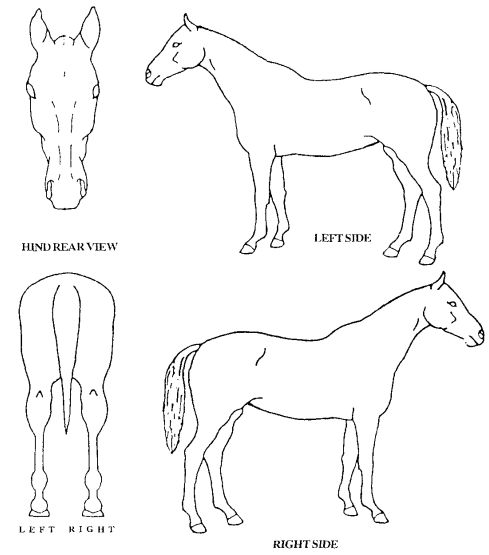 HIND REAR VIEW
LEFT SIDE
LEFT RIGHT
RIGHT SIDE